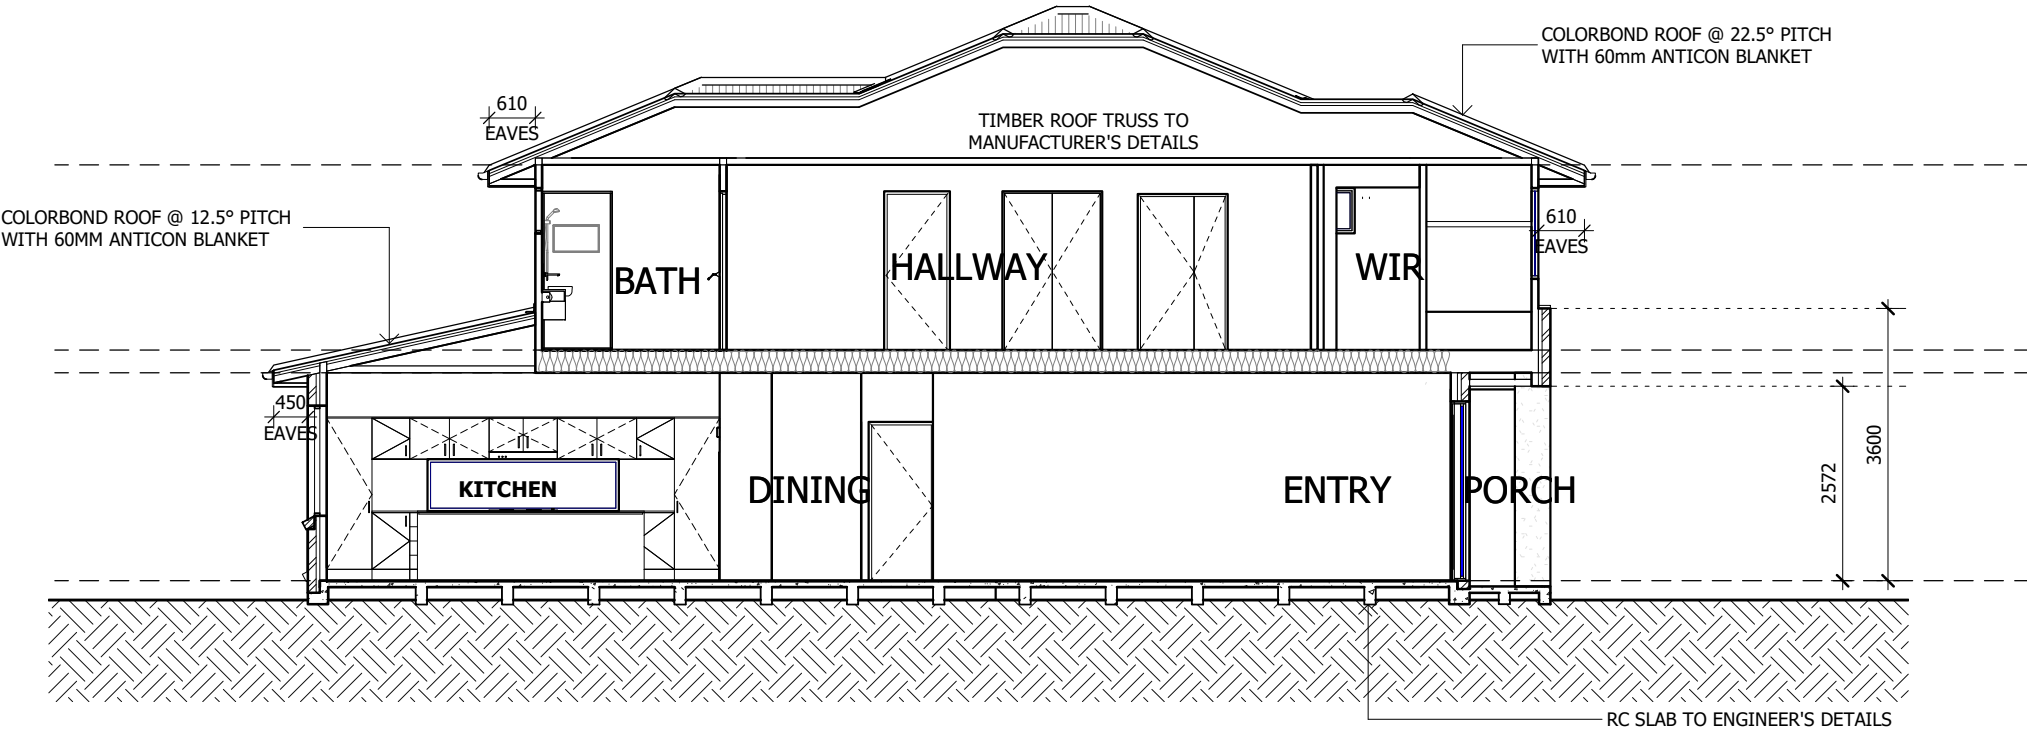 COLORBOND ROOF @ 22.5° PITCH
WITH 60mm ANTICON BLANKET
610
EAVES
TIMBER ROOF TRUSS TO
MANUFACTURER'S DETAILS
COLORBOND ROOF @ 12.5° PITCH
WITH 60MM ANTICON BLANKET
610
EAVES
BATH
HALLWAY
WIR
450
EAVES
KITCHEN
DINING
ENTRY
PORCH
2572
3600
RC SLAB TO ENGINEER'S DETAILS